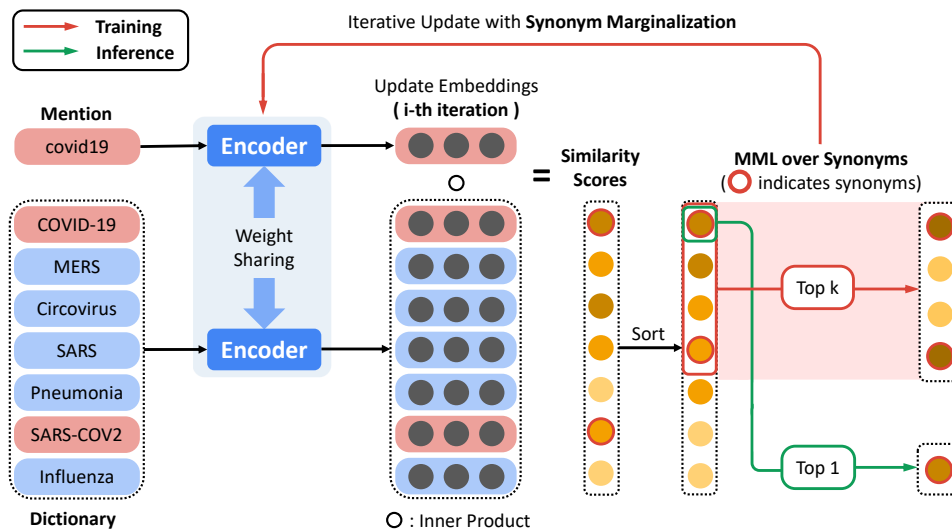 Training
Inference
Iterative Update with Synonym Marginalization
Mention
covid19
Encoder
Update Embeddings
( i-th iteration )
=
Similarity
Scores
MML over Synonyms
( indicates synonyms)
COVID-19
MERS
Circovirus
SARS
Pneumonia
SARS-COV2
Influenza
Dictionary
Weight
Sharing
Encoder
Sort
Top k
Top 1
: Inner Product